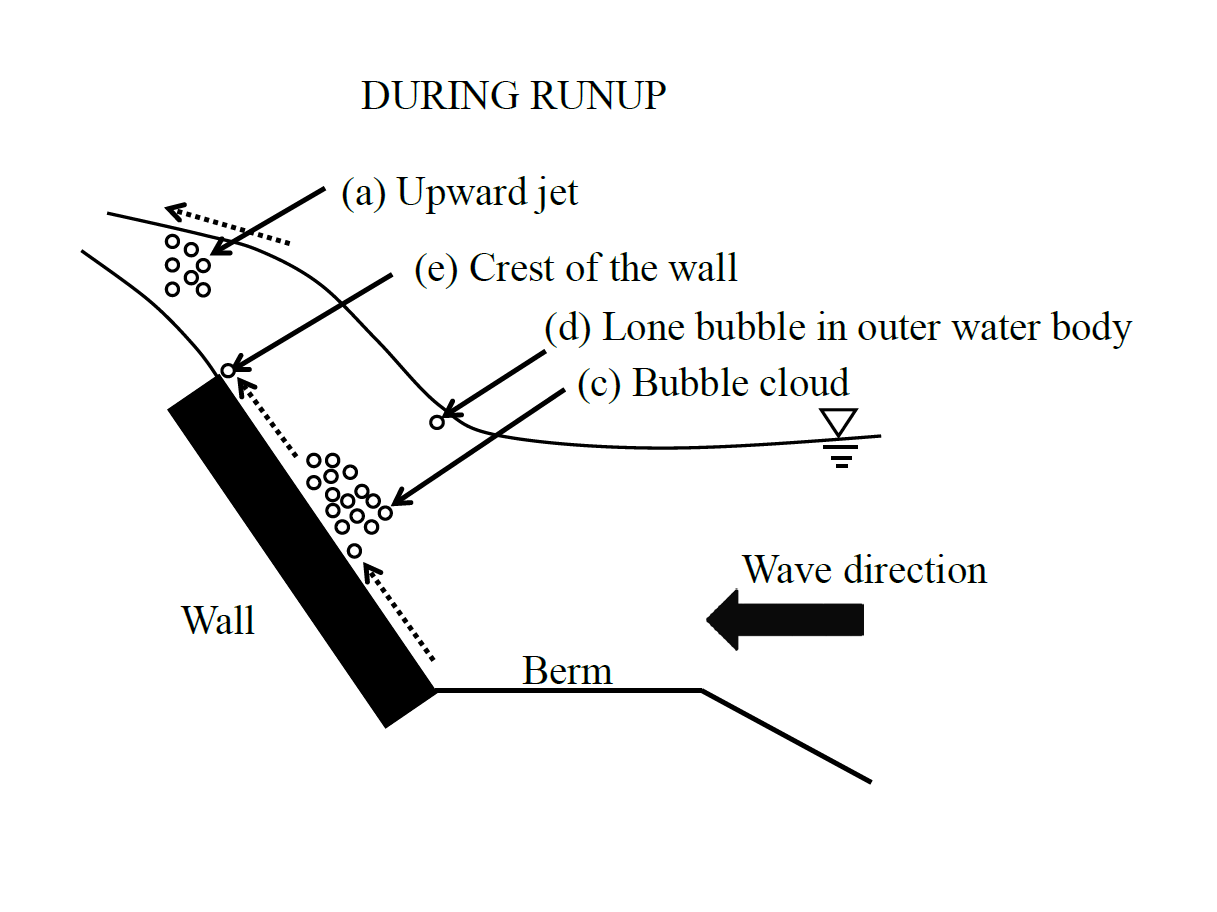 DURING RUNUP
(a) Upward jet
(e) Crest of the wall
(d) Lone bubble in outer water body
(c) Bubble cloud
Wave direction
Wall
Berm